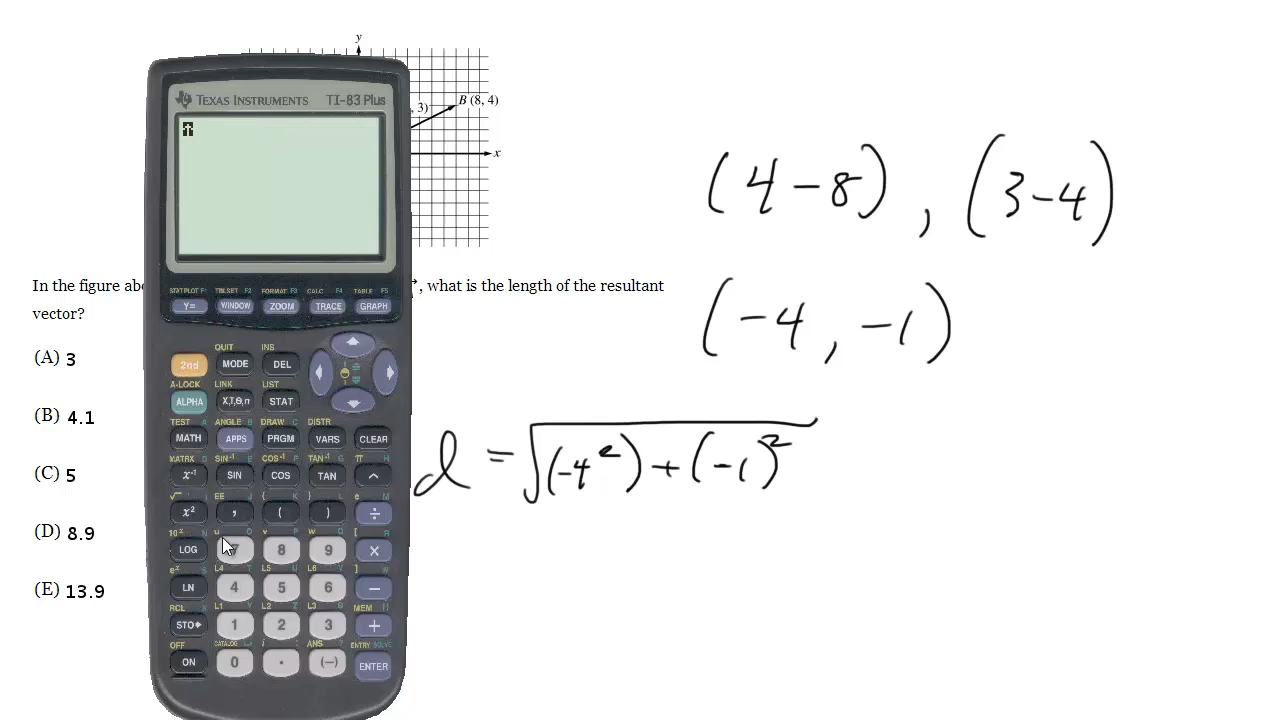 y
B (8, 4)
, 3)
x
(4 - 8) , (3 - 4)
(-4 , -1)
d = √(-4²) + (-1)²
In the figure abo
, what is the length of the resultant
vector?
(A) 3
(B) 4.1
(C) 5
(D) 8.9
(E) 13.9
TEXAS INSTRUMENTS TI-83 Plus
STAT PLOT F1 TBLSET F2 FORMAT F3 CALC F4 TABLE F5
Y= WINDOW ZOOM TRACE GRAPH
QUIT INS
2nd MODE DEL
A-LOCK LINK LIST
ALPHA X,T,Θ,n STAT
TEST A ANGLE B DRAW C DISTR
MATH APPS PRGM VARS CLEAR
MATRX D SIN⁻¹ E COS⁻¹ F TAN⁻¹ G π H
x⁻¹ SIN COS TAN ^
√ I EE J { K } L e M
x² , ( ) ÷
10ˣ N u O v P w Q [ R
LOG 7 8 9 ×
eˣ S L4 T L5 U L6 V ] W
LN 4 5 6 −
RCL X L1 Y L2 Z L3 θ MEM "
STO▸ 1 2 3 +
OFF CATALOG i : ANS ? ENTRY SOLVE
ON 0 . (−) ENTER